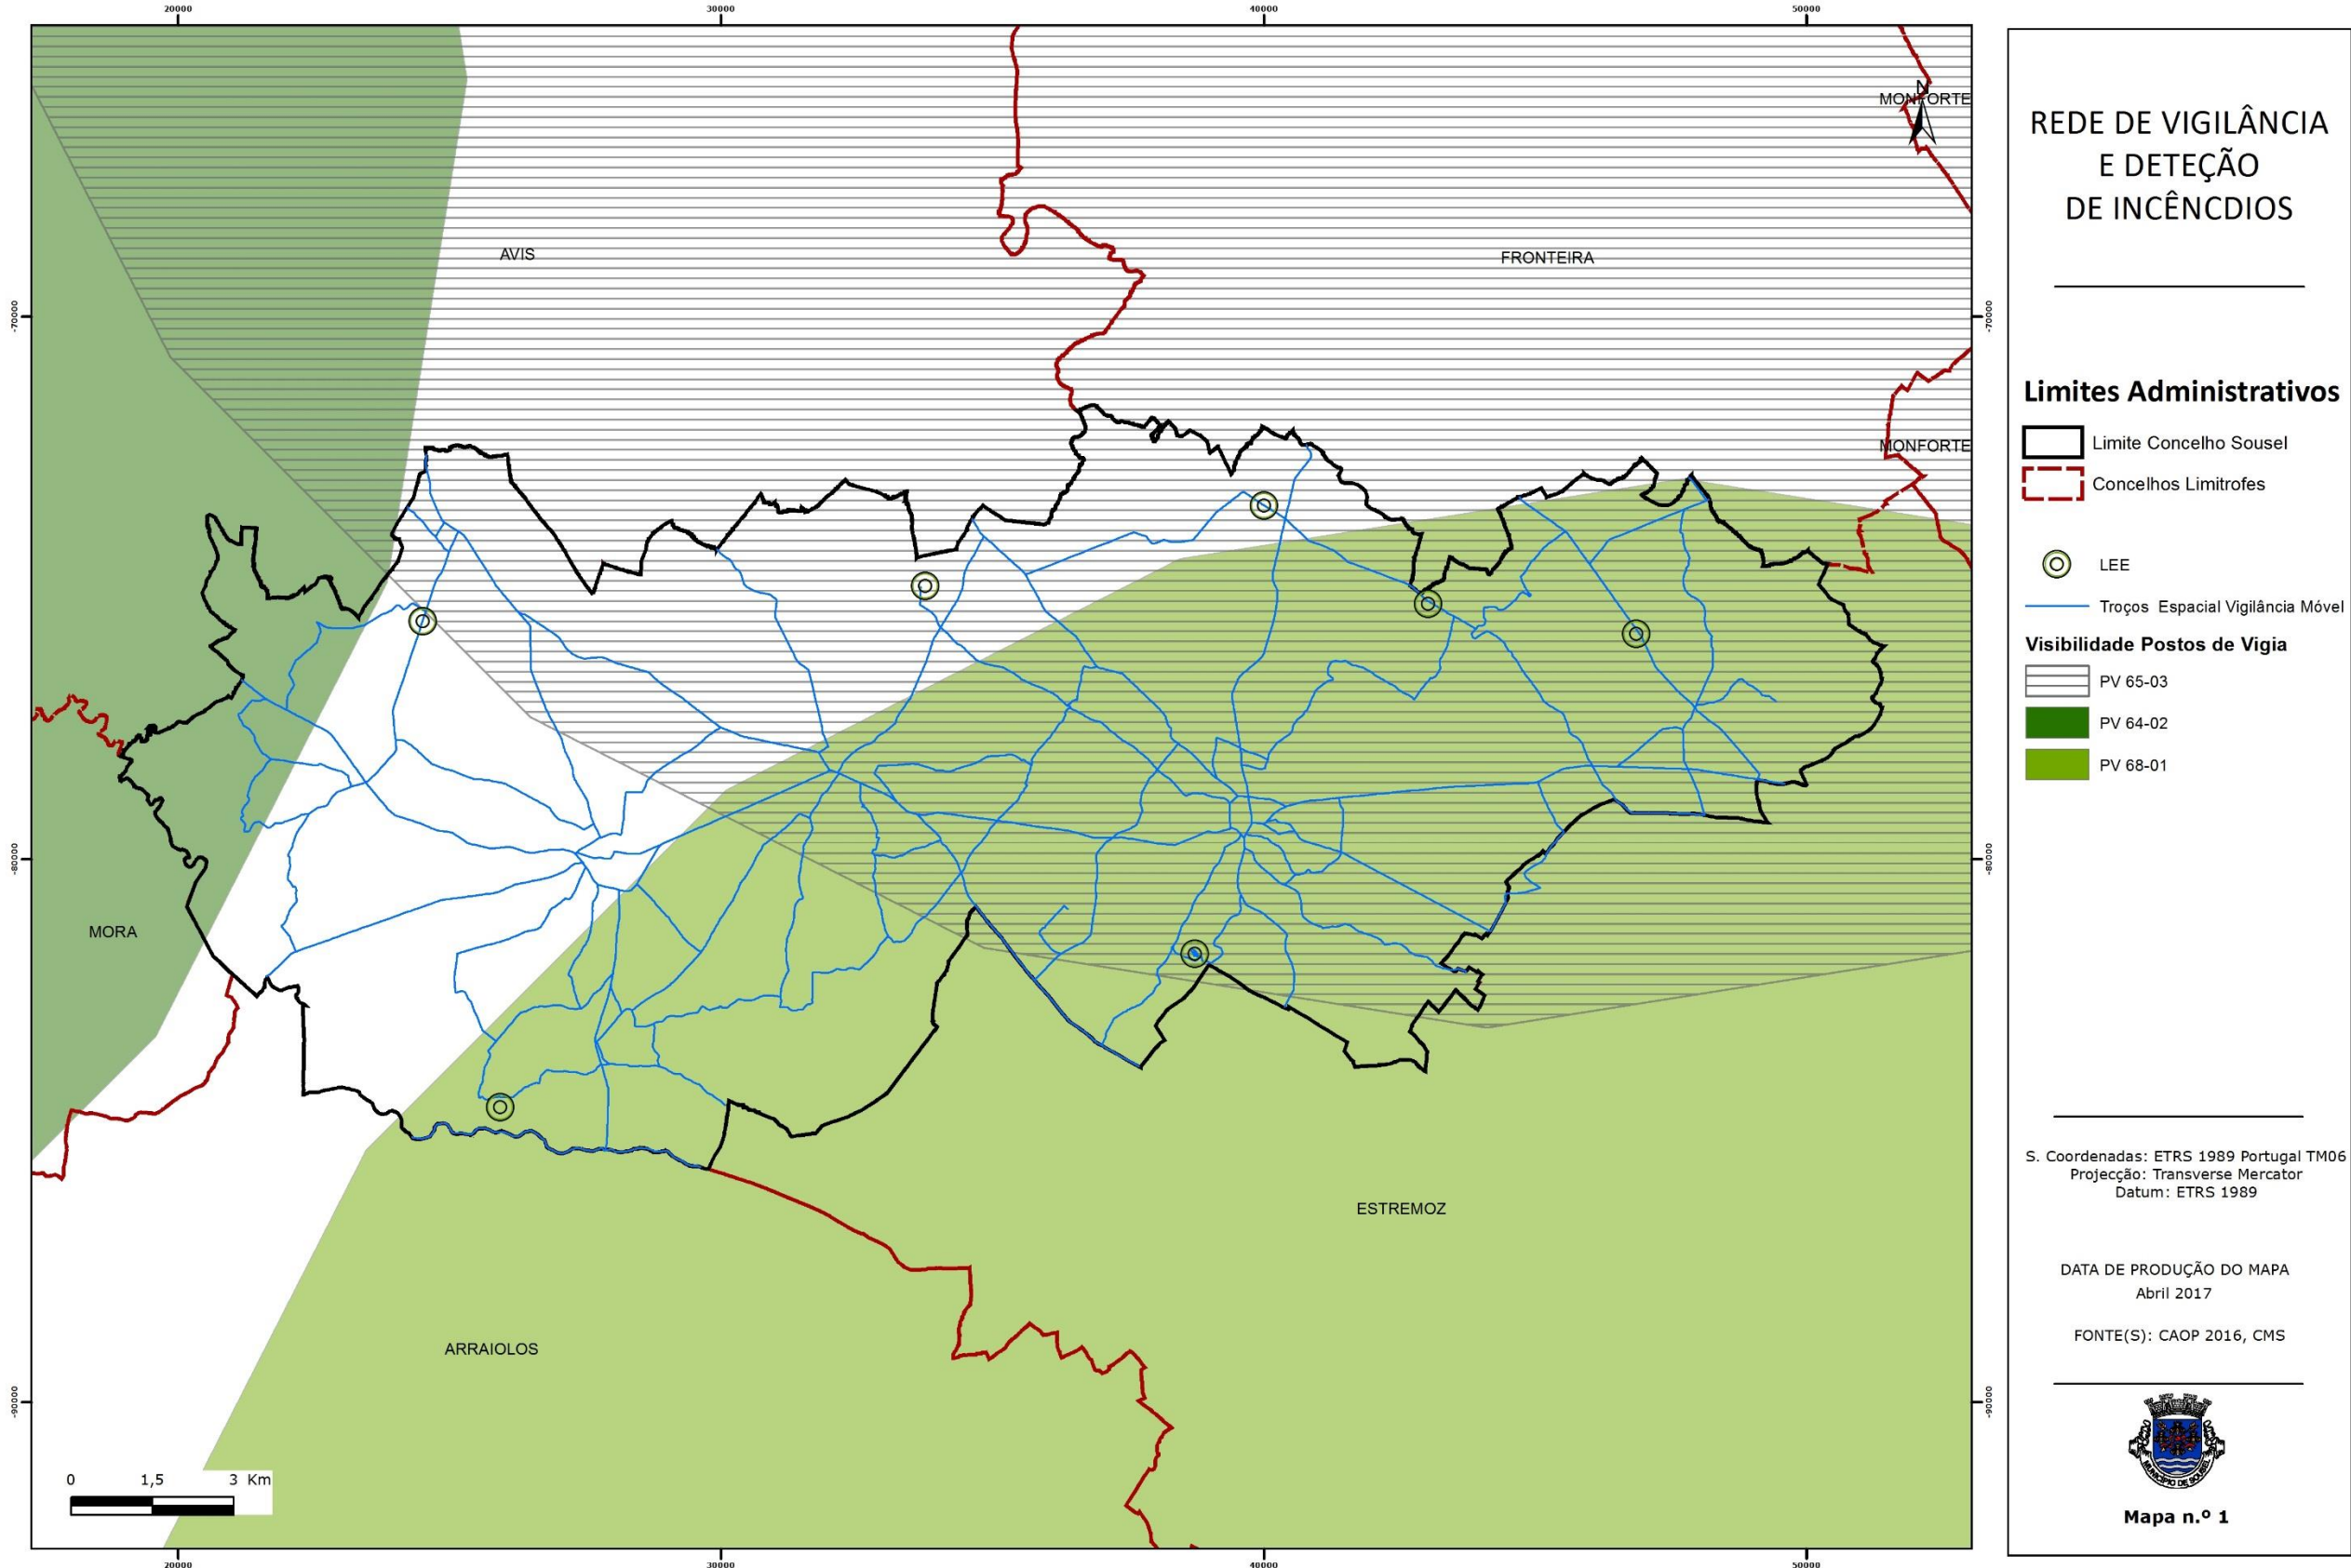 20000
30000
40000
50000
MONFORTE
N
AVIS
FRONTEIRA
-70000
-70000
MONFORTE
-80000
-80000
MORA
ESTREMOZ
ARRAIOLOS
-90000
-90000
0 1,5 3 Km
20000
30000
40000
50000
REDE DE VIGILÂNCIA
E DETEÇÃO
DE INCÊNCDIOS
Limites Administrativos
Limite Concelho Sousel
Concelhos Limitrofes
LEE
Troços Espacial Vigilância Móvel
Visibilidade Postos de Vigia
PV 65-03
PV 64-02
PV 68-01
S. Coordenadas: ETRS 1989 Portugal TM06
Projecção: Transverse Mercator
Datum: ETRS 1989
DATA DE PRODUÇÃO DO MAPA
Abril 2017
FONTE(S): CAOP 2016, CMS
MUNICÍPIO DE SOUSEL
Mapa n.º 1